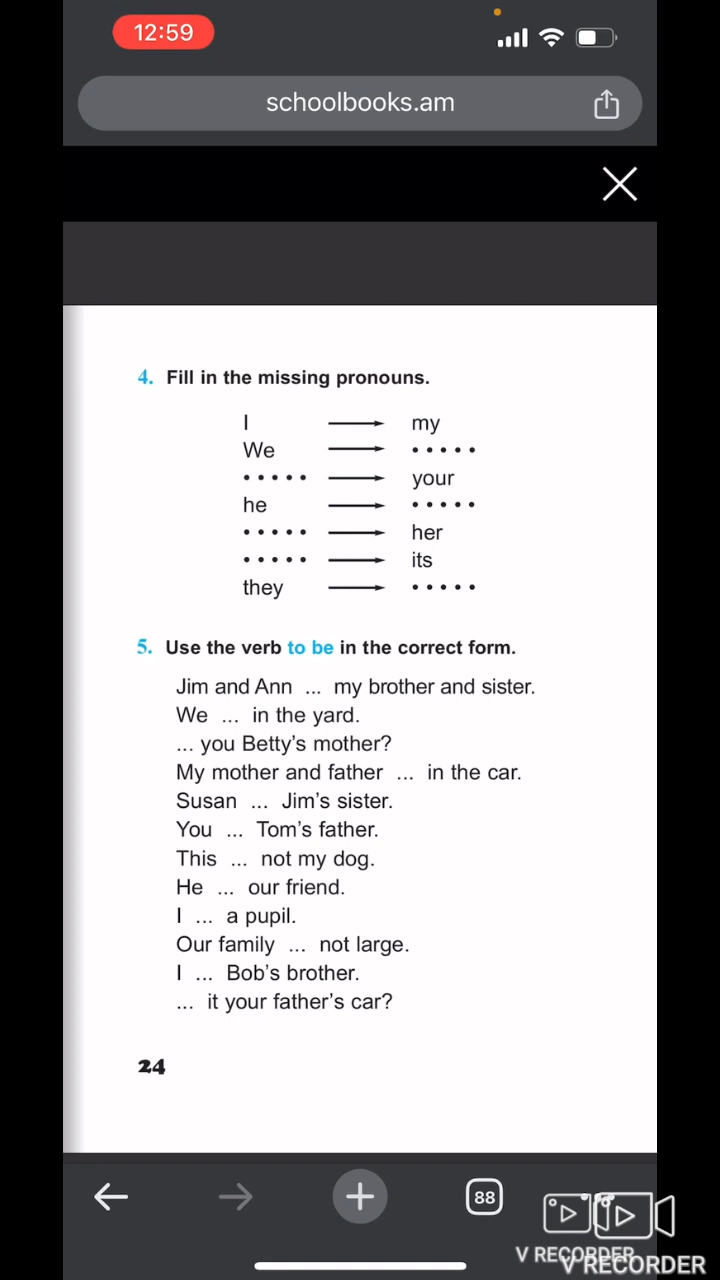 12:59
schoolbooks.am
4. Fill in the missing pronouns.
I → my
We → .....
..... → your
he → .....
..... → her
..... → its
they → .....
5. Use the verb to be in the correct form.
Jim and Ann ... my brother and sister.
We ... in the yard.
... you Betty's mother?
My mother and father ... in the car.
Susan ... Jim's sister.
You ... Tom's father.
This ... not my dog.
He ... our friend.
I ... a pupil.
Our family ... not large.
I ... Bob's brother.
... it your father's car?
24
88
V RECORDER
V RECORDER